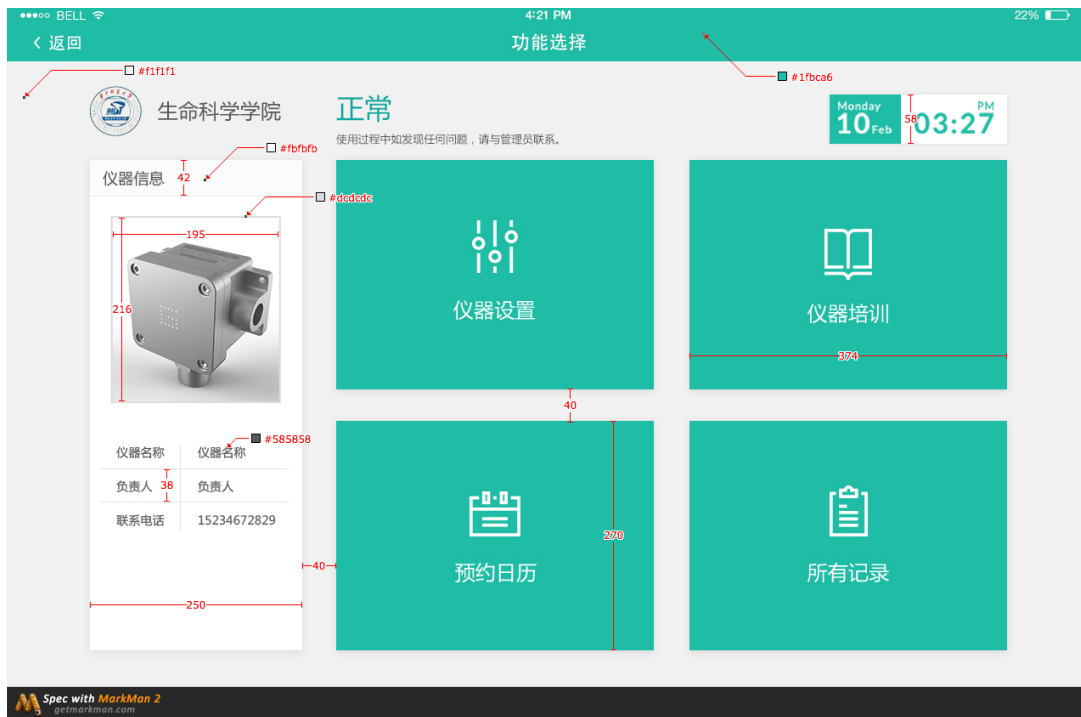 BELL
4:21 PM
22%
返回
功能选择
#f1f1f1
#1fbca6
生命科学学院
正常
使用过程中如发现任何问题，请与管理员联系。
Monday
10 Feb
58
PM
03:27
#fbfbfb
仪器信息
42
#dcdcdc
195
216
仪器设置
仪器培训
374
40
#585858
仪器名称 仪器名称
负责人 38 负责人
联系电话 15234672829
40
250
预约日历
270
所有记录
Spec with MarkMan 2
getmarkman.com